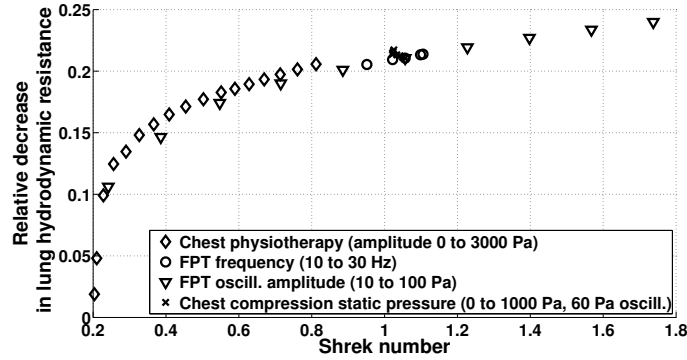 0.25
0.2
0.15
0.1
0.05
0
0.2 0.4 0.6 0.8 1 1.2 1.4 1.6 1.8
Relative decrease
in lung hydrodynamic resistance
Shrek number
Chest physiotherapy (amplitude 0 to 3000 Pa)
FPT frequency (10 to 30 Hz)
FPT oscill. amplitude (10 to 100 Pa)
Chest compression static pressure (0 to 1000 Pa, 60 Pa oscill.)